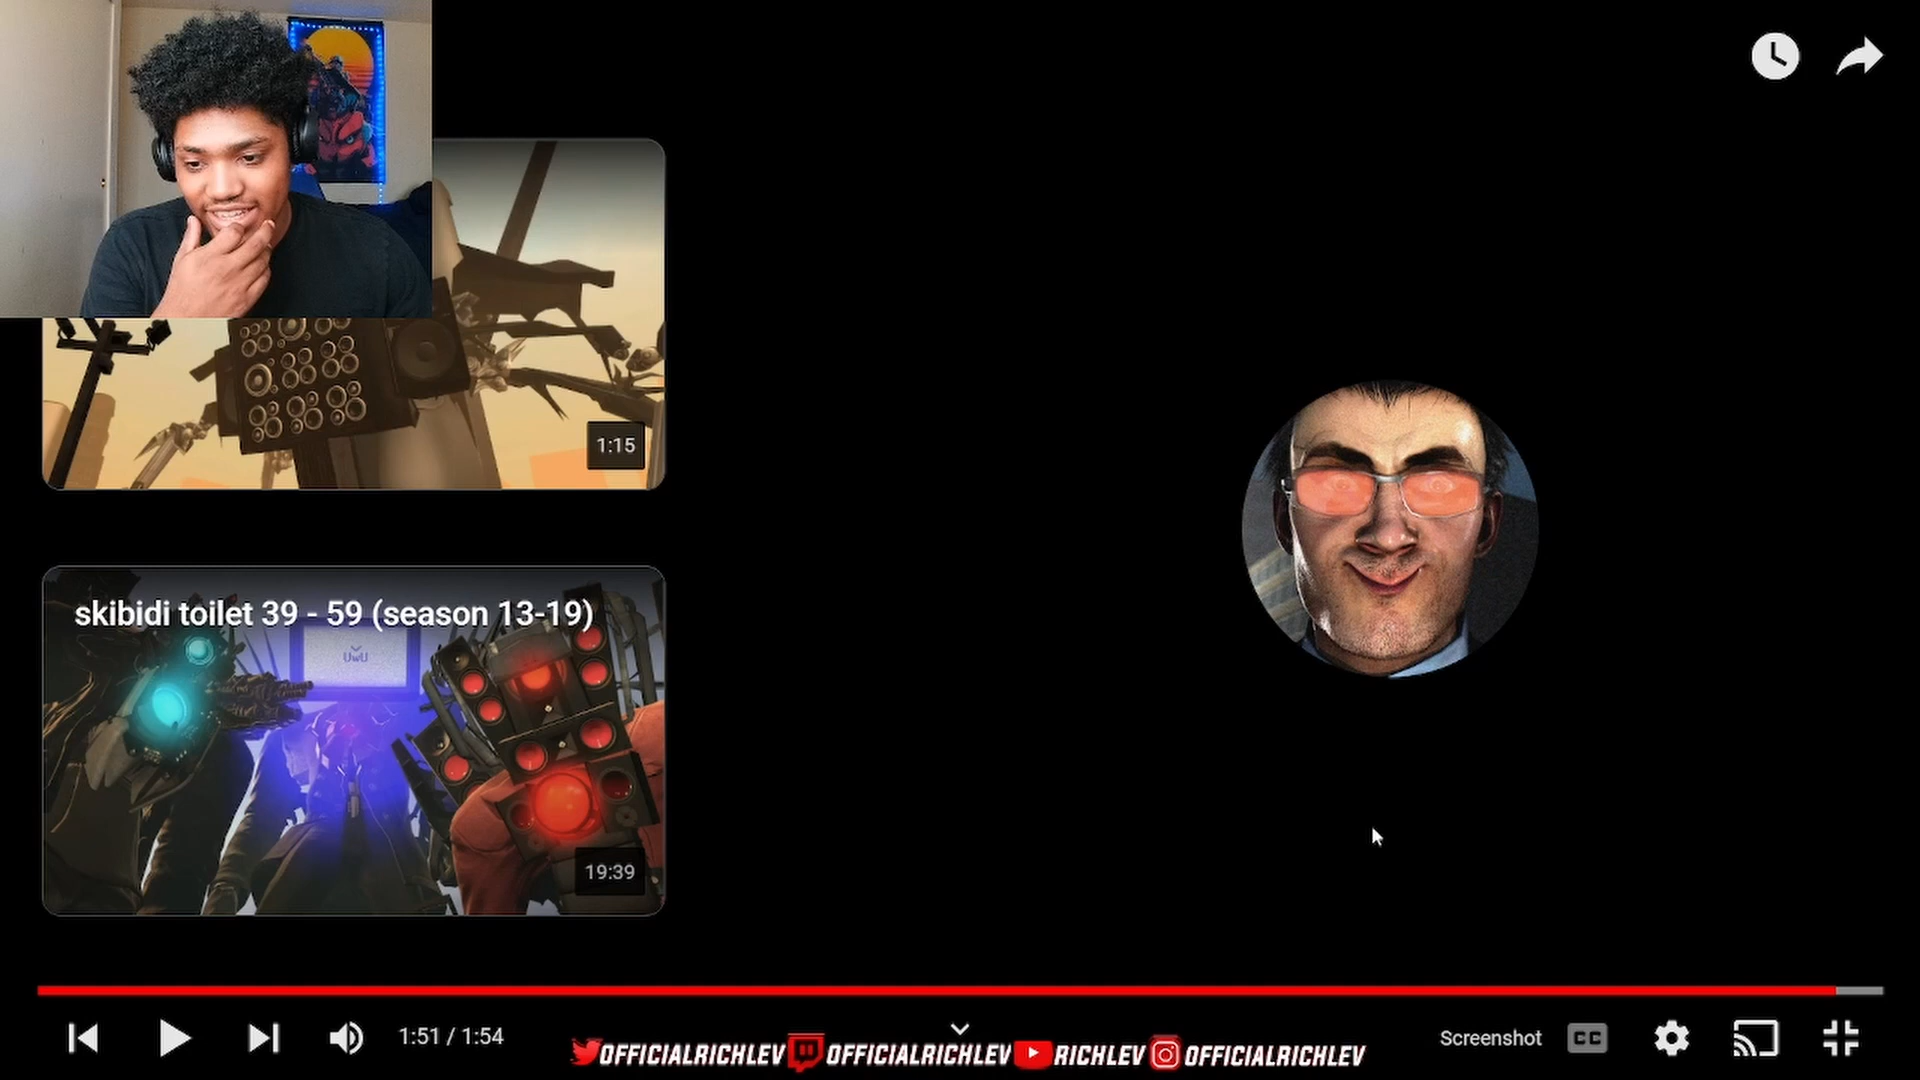 1:15
skibidi toilet 39 - 59 (season 13-19)
UwU
19:39
1:51 / 1:54
Screenshot
CC
OFFICIALRICHLEV OFFICIALRICHLEV RICHLEV OFFICIALRICHLEV